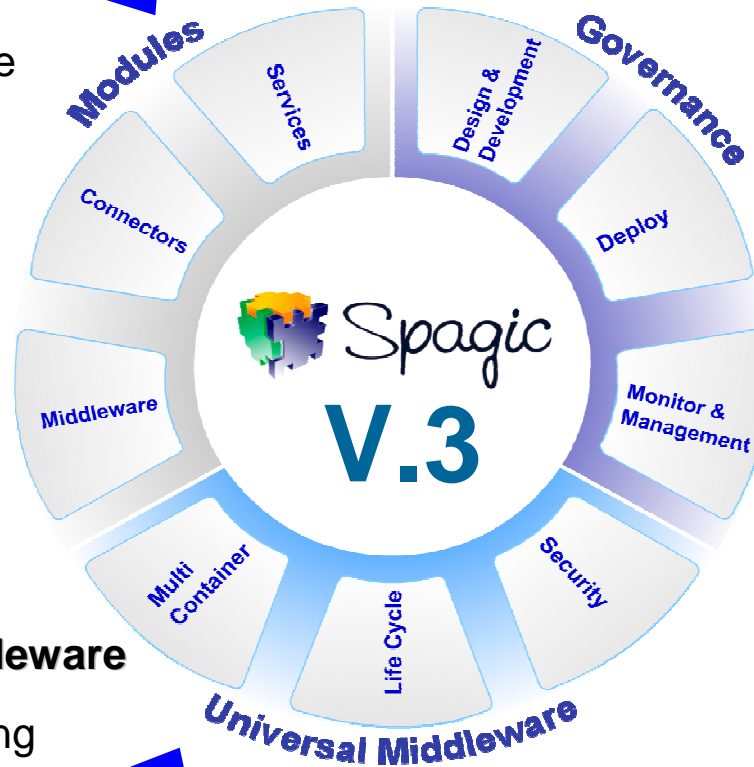 e
Modules
Services
Connectors
Middleware
Governance
Design &
Development
Deploy
Monitor &
Management
Spagic
V.3
Multi
Container
Life Cycle
Security
Universal Middleware
leware
ng